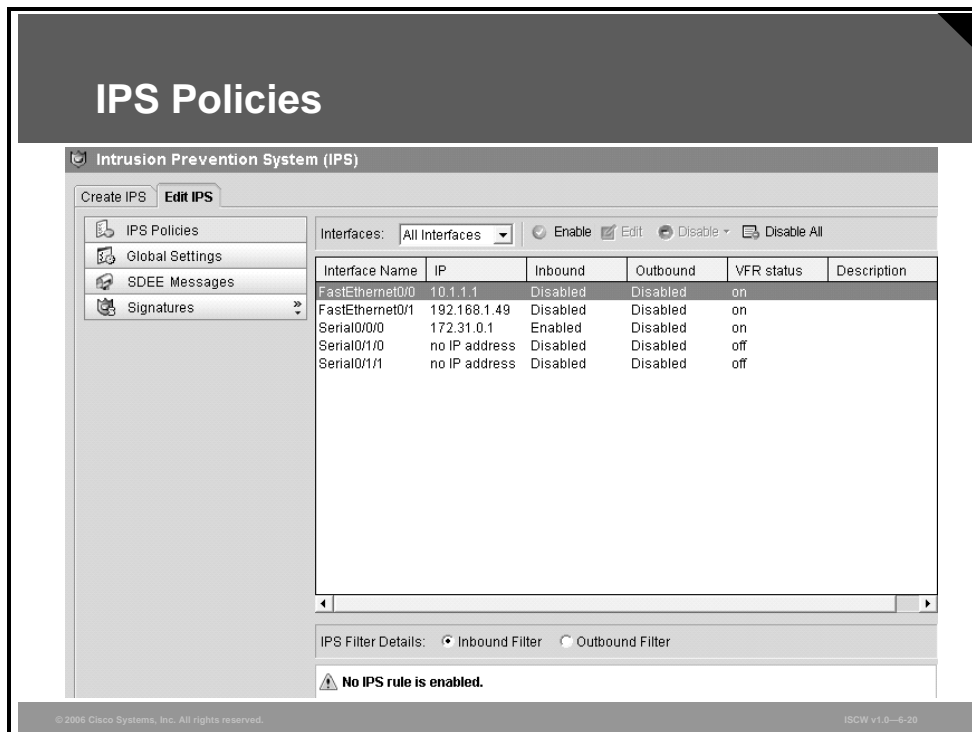 IPS Policies
Intrusion Prevention System (IPS)
Create IPS Edit IPS
IPS Policies
Global Settings
SDEE Messages
Signatures
Interfaces: All Interfaces Enable Edit Disable Disable All
Interface Name IP Inbound Outbound VFR status Description
FastEthernet0/0 10.1.1.1 Disabled Disabled on
FastEthernet0/1 192.168.1.49 Disabled Disabled on
Serial0/0/0 172.31.0.1 Enabled Disabled on
Serial0/1/0 no IP address Disabled Disabled off
Serial0/1/1 no IP address Disabled Disabled off
IPS Filter Details: Inbound Filter Outbound Filter
No IPS rule is enabled.
© 2006 Cisco Systems, Inc. All rights reserved. ISCW v1.0—6-20